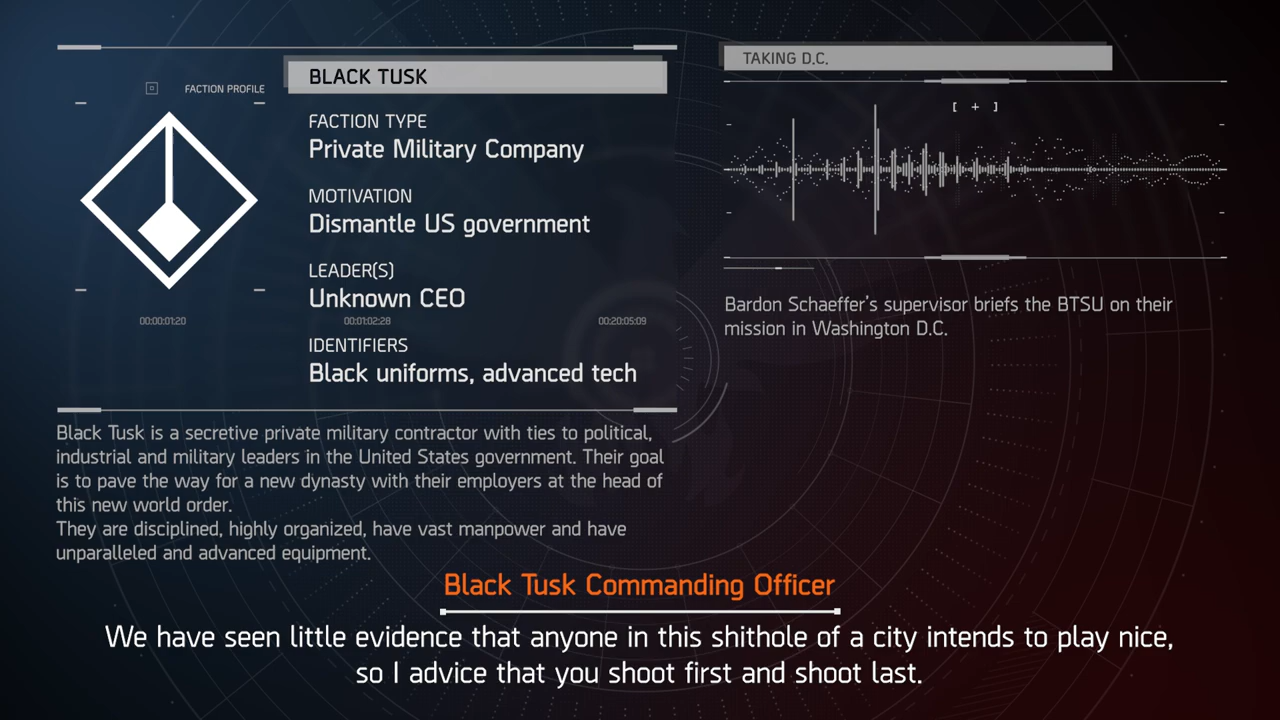 FACTION PROFILE
BLACK TUSK
FACTION TYPE
Private Military Company
MOTIVATION
Dismantle US government
LEADER(S)
Unknown CEO
00:00:01:20
00:01:02:28
00:20:05:09
IDENTIFIERS
Black uniforms, advanced tech
Black Tusk is a secretive private military contractor with ties to political,
industrial and military leaders in the United States government. Their goal
is to pave the way for a new dynasty with their employers at the head of
this new world order.
They are disciplined, highly organized, have vast manpower and have
unparalleled and advanced equipment.
TAKING D.C.
[ + ]
Bardon Schaeffer's supervisor briefs the BTSU on their
mission in Washington D.C.
Black Tusk Commanding Officer
We have seen little evidence that anyone in this shithole of a city intends to play nice,
so I advice that you shoot first and shoot last.